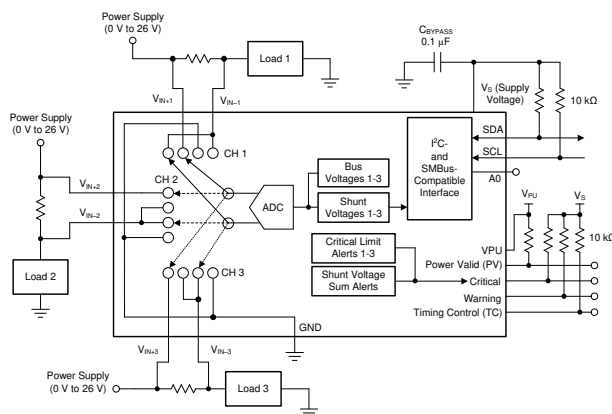 Power Supply
(0 V to 26 V)
Load 1
VIN+1
VIN–1
CBYPASS
0.1 µF
VS (Supply
Voltage)
10 kΩ
SDA
SCL
A0
I²C-
and
SMBus-
Compatible
Interface
Power Supply
(0 V to 26 V)
VIN+2
VIN–2
Load 2
CH 1
CH 2
CH 3
ADC
Bus
Voltages 1-3
Shunt
Voltages 1-3
Critical Limit
Alerts 1-3
Shunt Voltage
Sum Alerts
VPU
VS
10 kΩ
VPU
Power Valid (PV)
Critical
Warning
Timing Control (TC)
GND
VIN+3
VIN–3
Power Supply
(0 V to 26 V)
Load 3